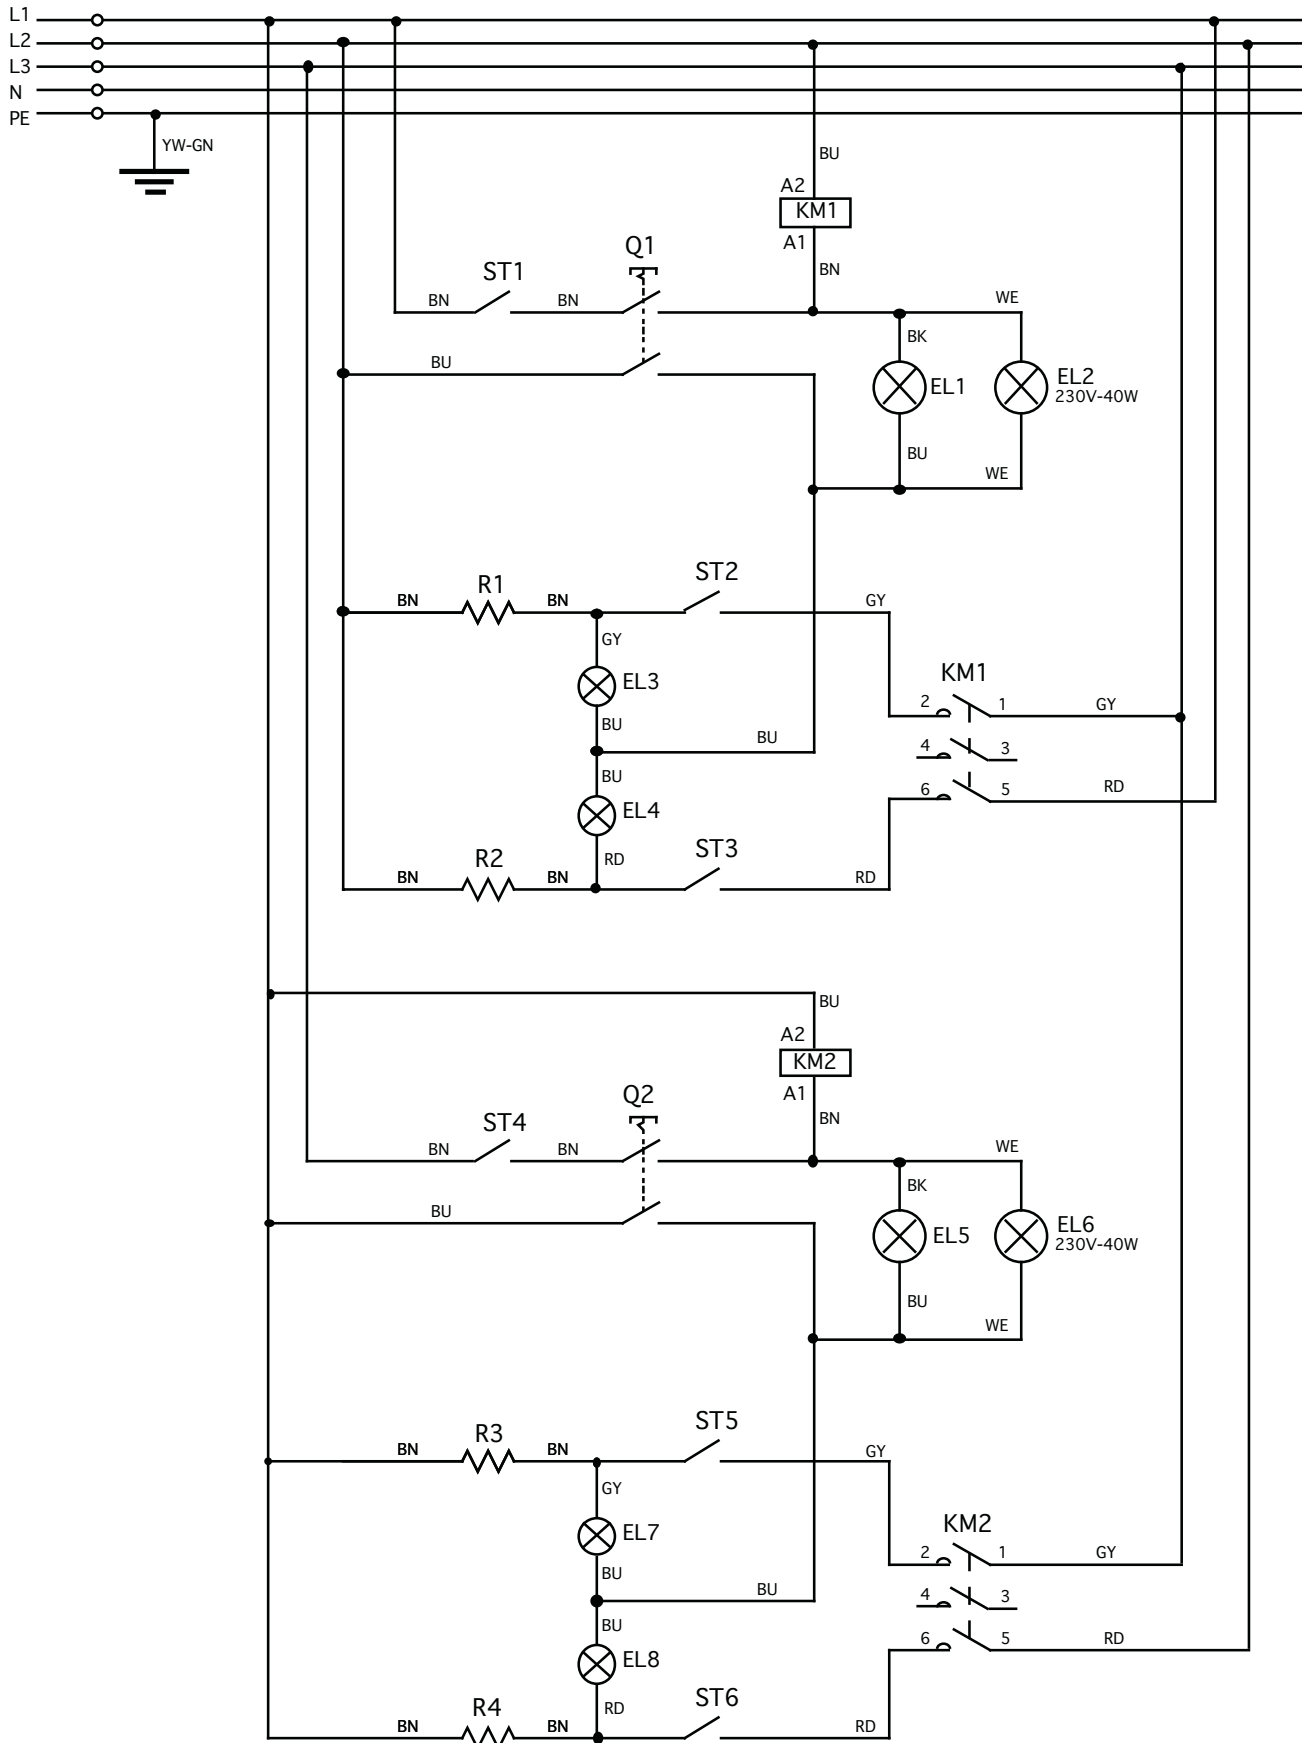 L1
L2
L3
N
PE
YW-GN
BU
A2
KM1
A1
BN
Q1
ST1
BN
BN
WE
BK
BU
EL1
EL2
230V-40W
BU
WE
ST2
R1
BN
BN
GY
GY
EL3
KM1
2
1
GY
BU
BU
4
3
BU
6
5
RD
EL4
ST3
R2
RD
BN
BN
RD
BU
A2
KM2
A1
Q2
BN
ST4
BN
BN
WE
BK
BU
EL5
EL6
230V-40W
BU
WE
ST5
R3
BN
BN
GY
GY
EL7
KM2
2
1
GY
BU
BU
4
3
BU
6
5
RD
EL8
ST6
R4
RD
BN
BN
RD